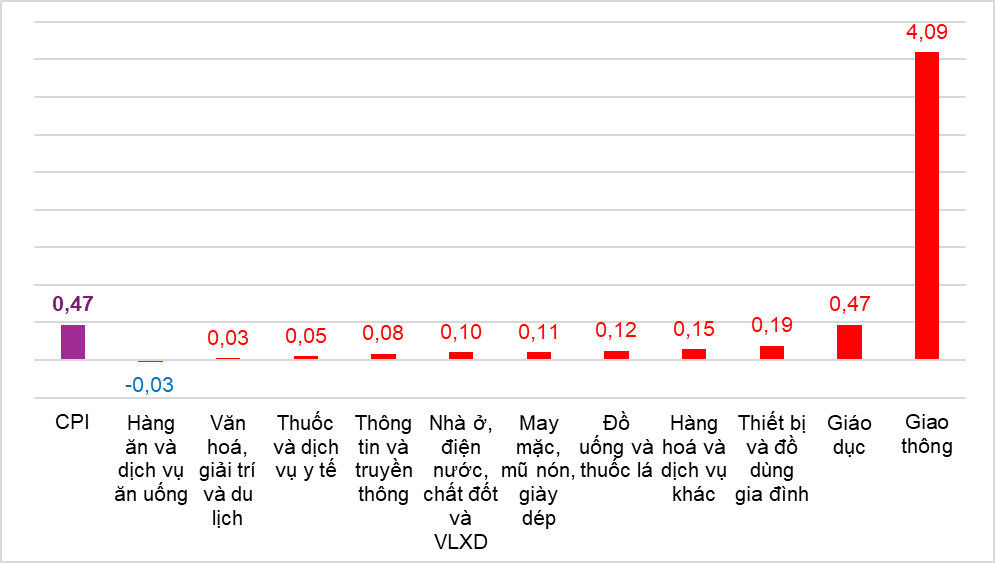 4,09
0,47
-0,03
0,03
0,05
0,08
0,10
0,11
0,12
0,15
0,19
0,47
CPI
Hàng
ăn và
dịch vụ
ăn uống
Văn
hoá,
giải trí
và du
lịch
Thuốc
và dịch
vụ y tế
Thông
tin và
truyền
thông
Nhà ở,
điện
nước,
chất đốt
và
VLXD
May
mặc,
mũ nón,
giày
dép
Đồ
uống và
thuốc lá
Hàng
hoá và
dịch vụ
khác
Thiết bị
và đồ
dùng
gia đình
Giáo
dục
Giao
thông